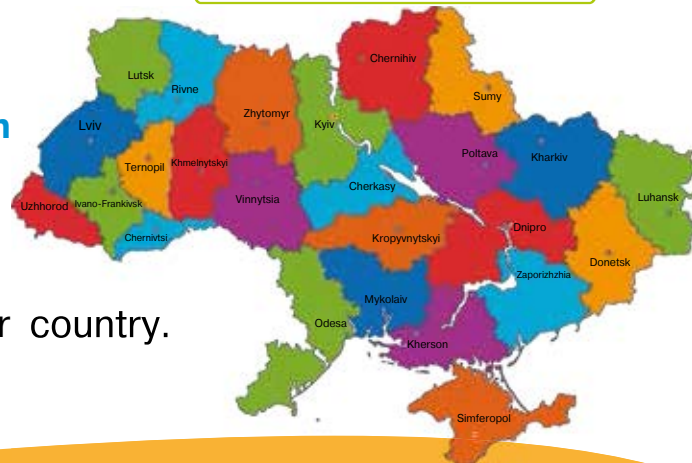 Chernihiv
Lutsk
Rivne
Sumy
Zhytomyr
Kyiv
n
Lviv
Poltava
Kharkiv
Ternopil
Khmelnytskyi
Cherkasy
Luhansk
Uzhhorod
Ivano-Frankivsk
Vinnytsia
Chernivtsi
Kropyvnytskyi
Dnipro
Donetsk
Zaporizhzhia
Mykolaiv
Odesa
r country.
Kherson
Simferopol